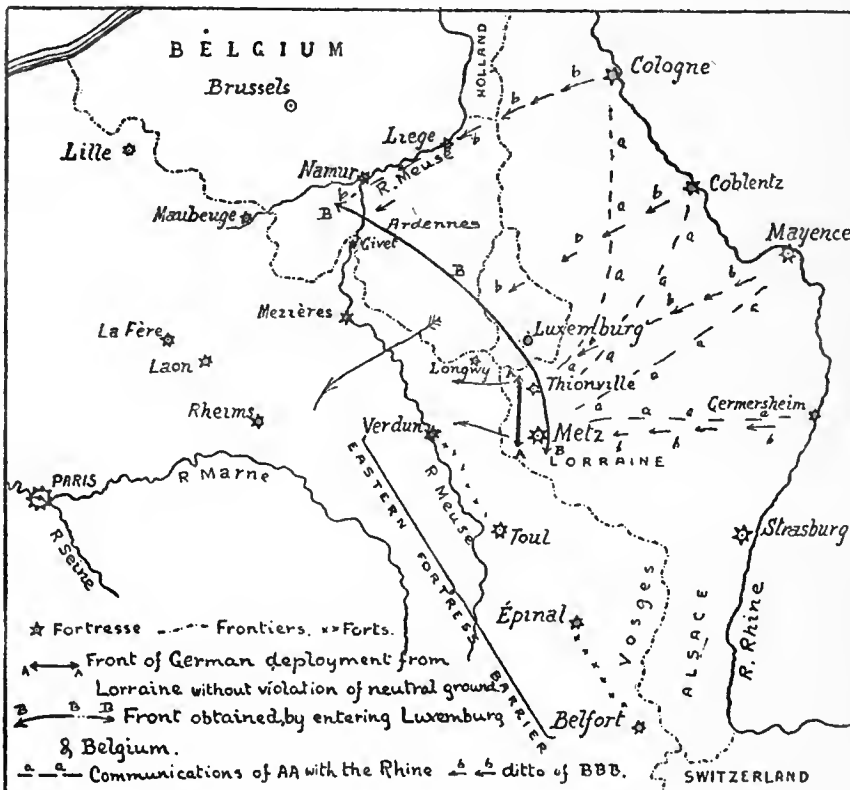 BELGIUM
HOLLAND
Cologne
b b b
Brussels
Liege
b
a
Lille
Namur
R. Meuse
Coblentz
b
B
b
a
a
Maubeuge
Ardennes
b
Mayence
Givet
b
a
a
B
b
b
Mezières
b
a
La Fère
Luxemburg
b
a
Laon
Longwy
A
Thionville
a
Rheims
a
a
a
a
Germersheim
Verdun
Metz
b
b
b
b
A
B
LORRAINE
R. Marne
PARIS
R. Meuse
EASTERN FORTRESS BARRIER
Toul
Strasburg
R. Seine
Épinal
Vosges
ALSACE
R. Rhine
Fortresse Frontiers. Forts.
A A Front of German deployment from
Lorraine without violation of neutral ground.
B B B Front obtained, by entering Luxemburg
& Belgium.
Belfort
a a Communications of AA with the Rhine b b ditto of BBB.
SWITZERLAND